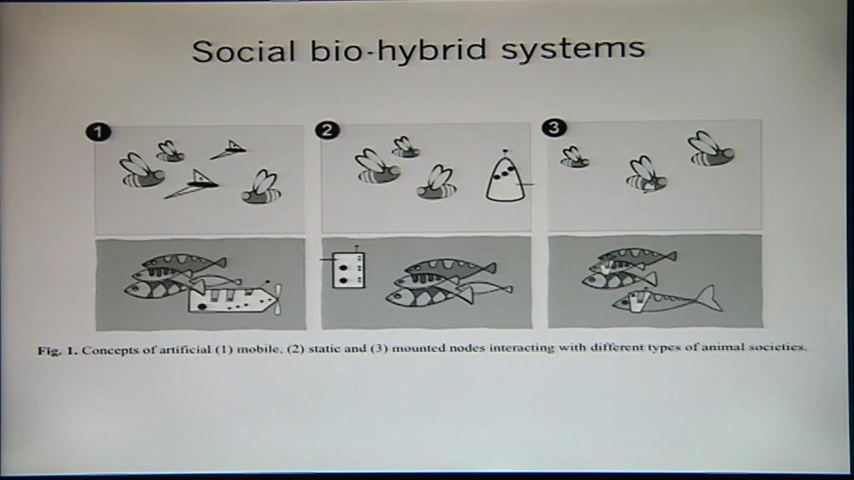 Social bio-hybrid systems
1 2 3
Fig. 1. Concepts of artificial (1) mobile, (2) static and (3) mounted nodes interacting with different types of animal societies.